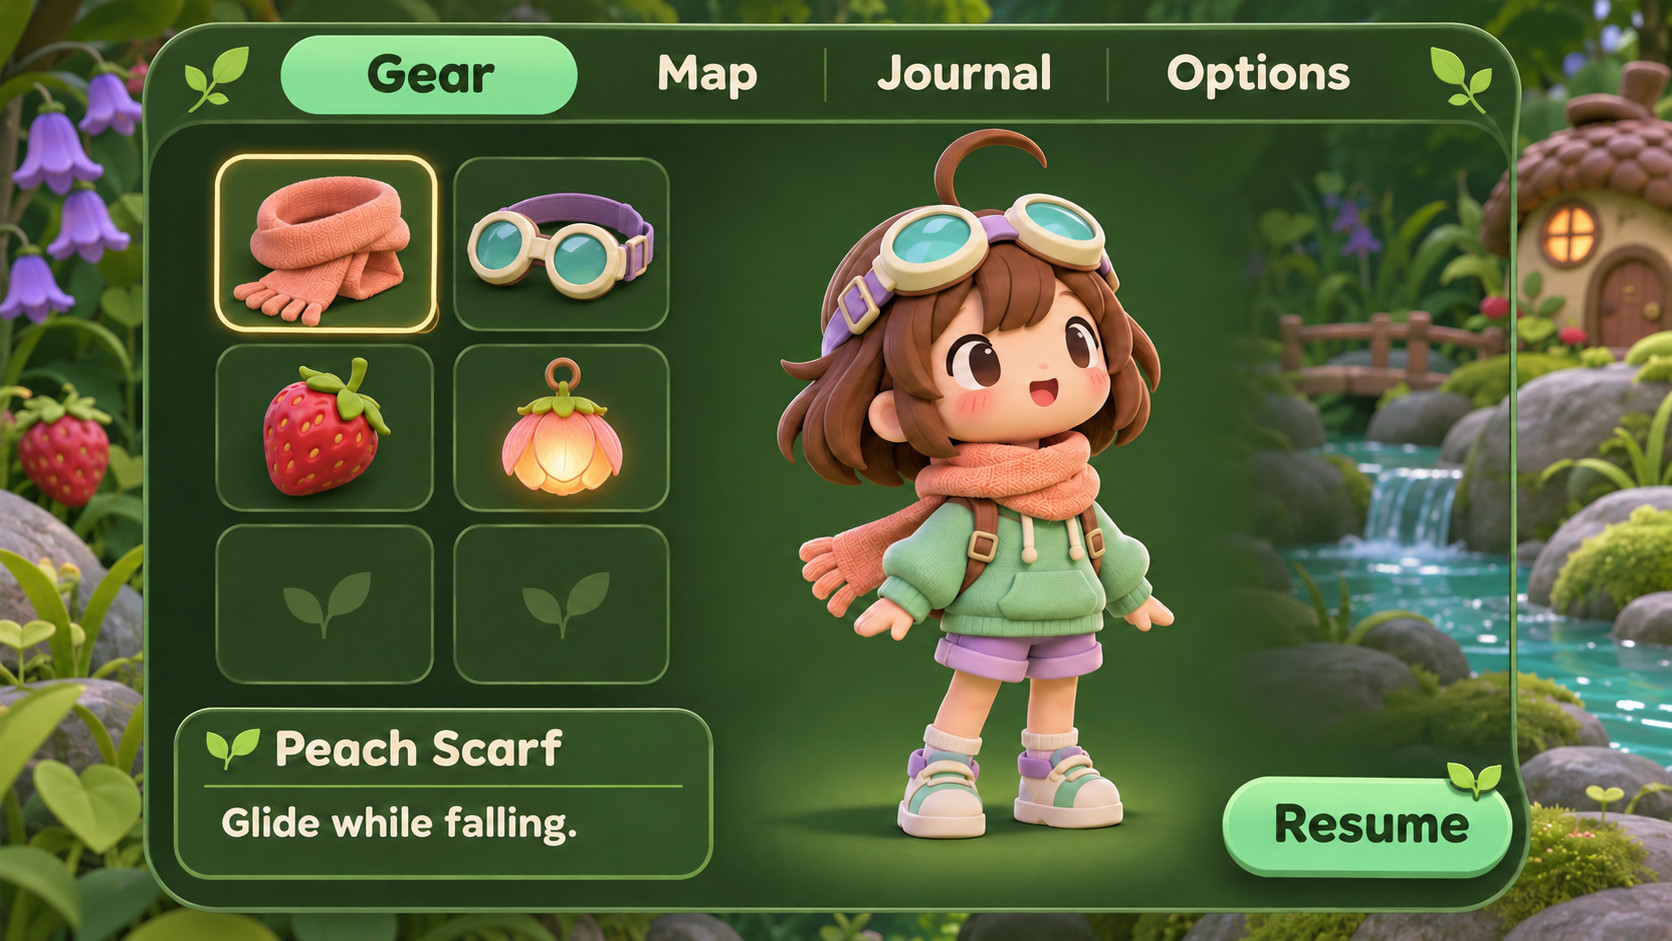 Gear
Map
Journal
Options
Peach Scarf
Glide while falling.
Resume